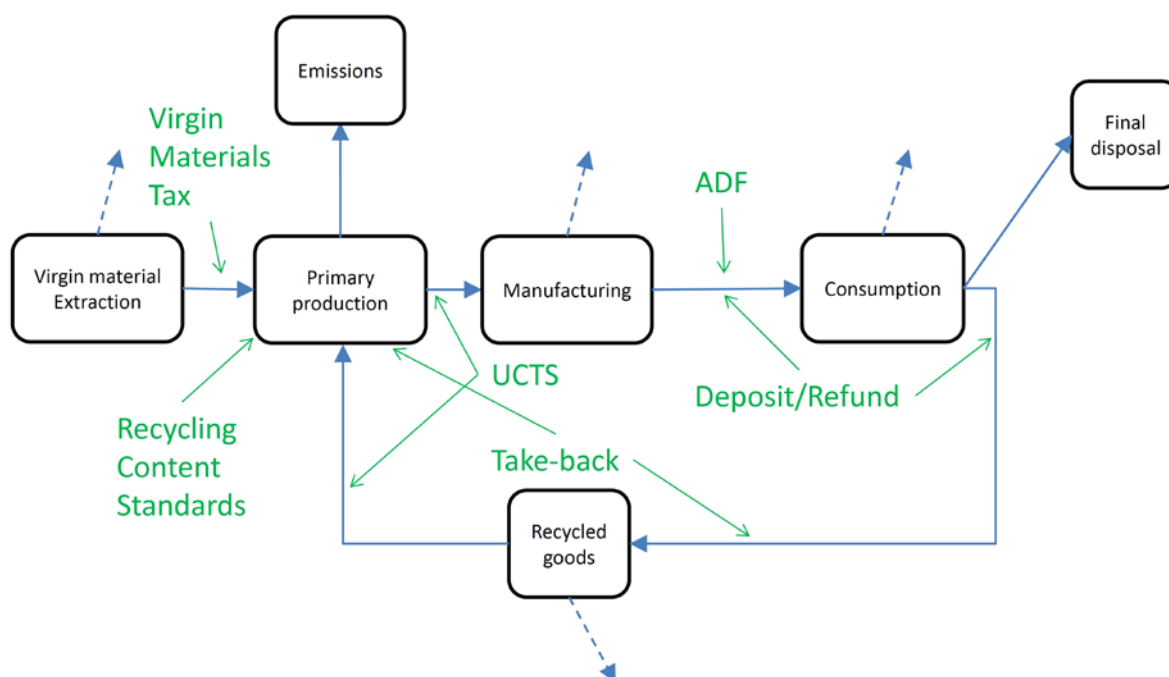 Emissions
Virgin
Materials
Tax
Final
disposal
ADF
Virgin material
Extraction
Primary
production
Manufacturing
Consumption
UCTS
Deposit/Refund
Recycling
Content
Standards
Take-back
Recycled
goods